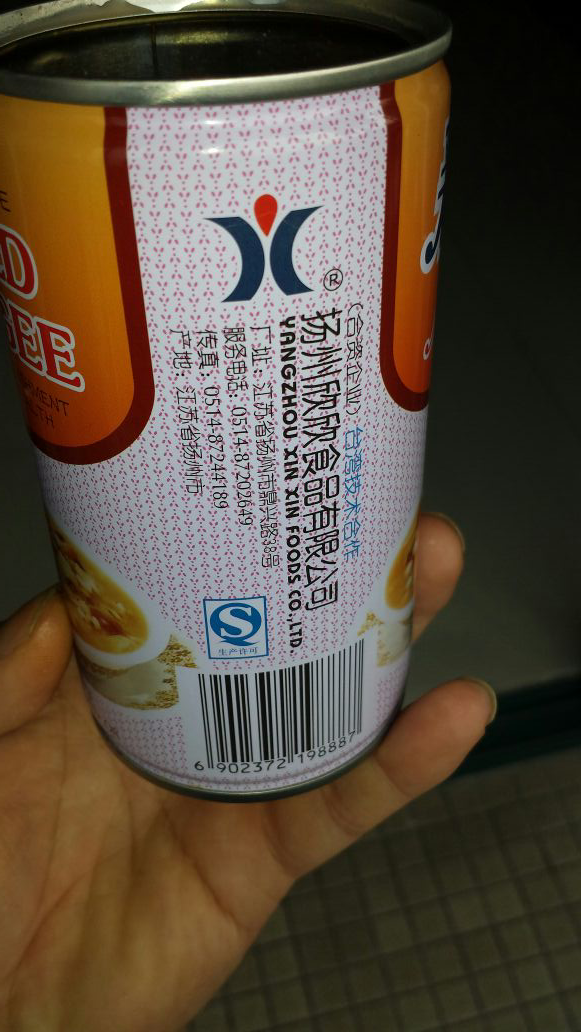 (合资企业) 台湾技术合作
扬州欣欣食品有限公司
YANGZHOU XIN XIN FOODS CO.,LTD.
厂址：江苏省扬州市鼎兴路38号
服务电话：0514-87202649
传真：0514-87244189
产地：江苏省扬州市
®
S
生产许可
6 902372 198887